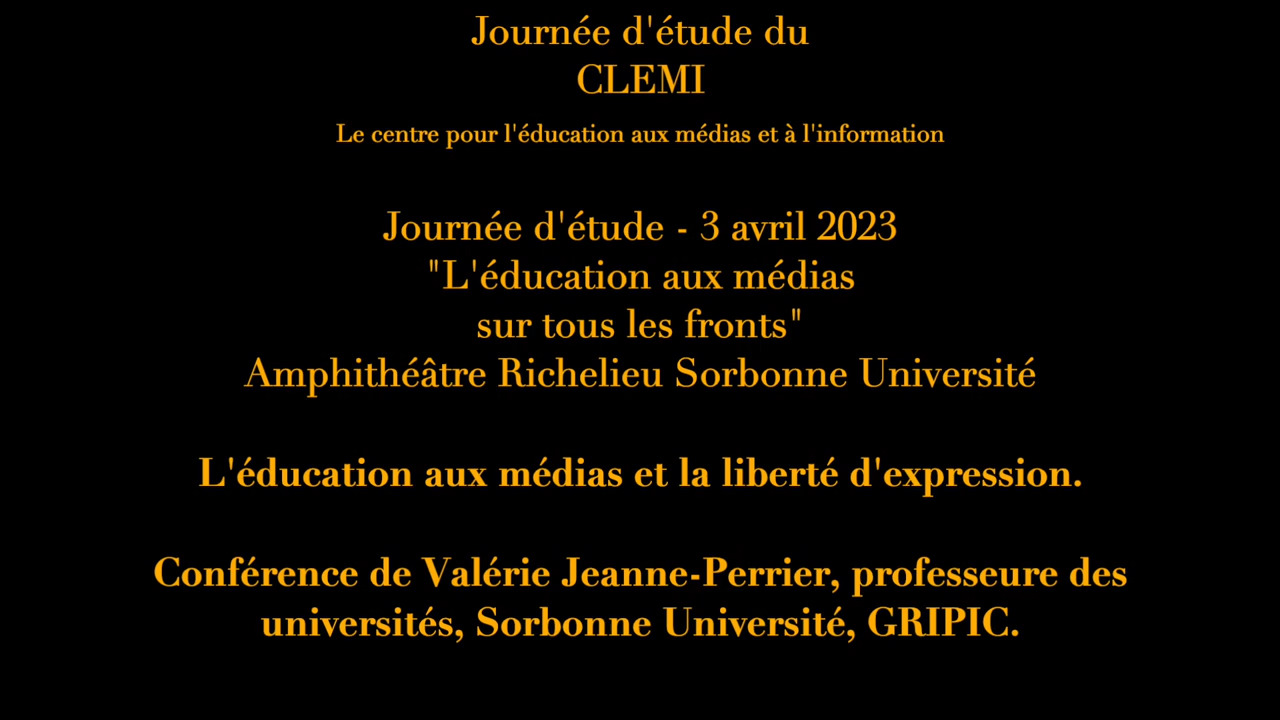 Journée d'étude du
CLEMI
Le centre pour l'éducation aux médias et à l'information
Journée d'étude - 3 avril 2023
"L'éducation aux médias
sur tous les fronts"
Amphithéâtre Richelieu Sorbonne Université
L'éducation aux médias et la liberté d'expression.
Conférence de Valérie Jeanne-Perrier, professeure des
universités, Sorbonne Université, GRIPIC.